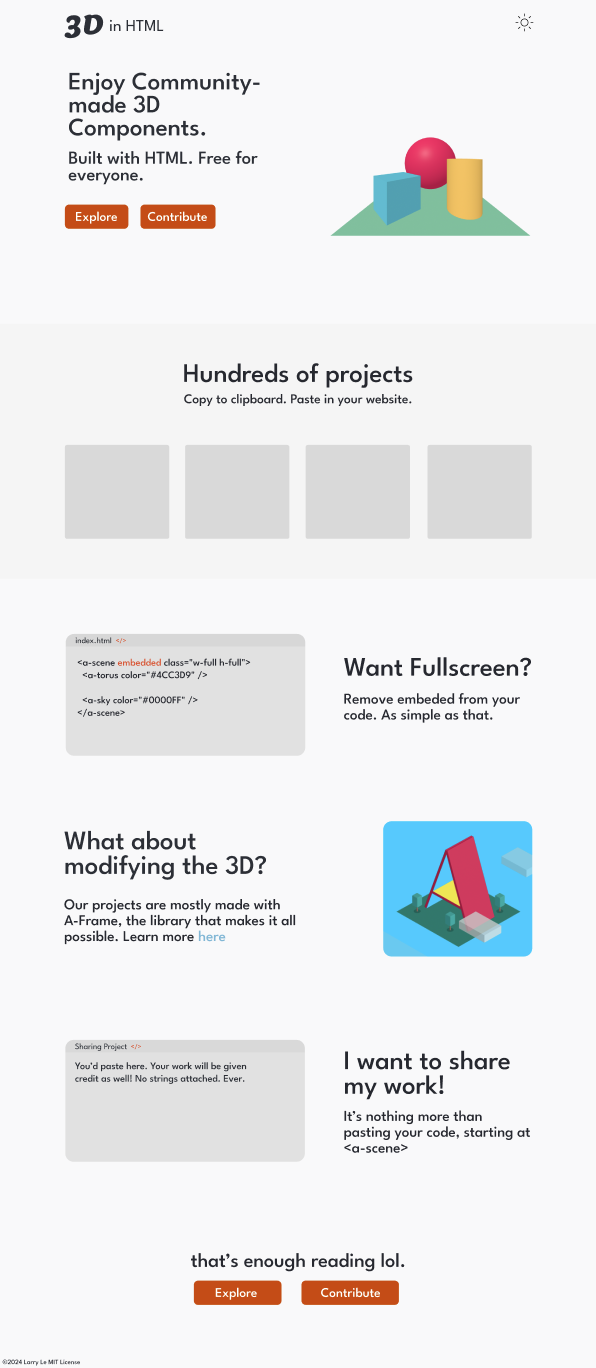 3D in HTML
Enjoy Community-
made 3D
Components.
Built with HTML. Free for
everyone.
Explore
Contribute
Hundreds of projects
Copy to clipboard. Paste in your website.
index.html </>
<a-scene embedded class="w-full h-full">
<a-torus color="#4CC3D9" />
<a-sky color="#0000FF" />
</a-scene>
Want Fullscreen?
Remove embeded from your
code. As simple as that.
What about
modifying the 3D?
Our projects are mostly made with
A-Frame, the library that makes it all
possible. Learn more here
Sharing Project </>
You'd paste here. Your work will be given
credit as well! No strings attached. Ever.
I want to share
my work!
It's nothing more than
pasting your code, starting at
<a-scene>
that's enough reading lol.
Explore
Contribute
©2024 Larry Le MIT License